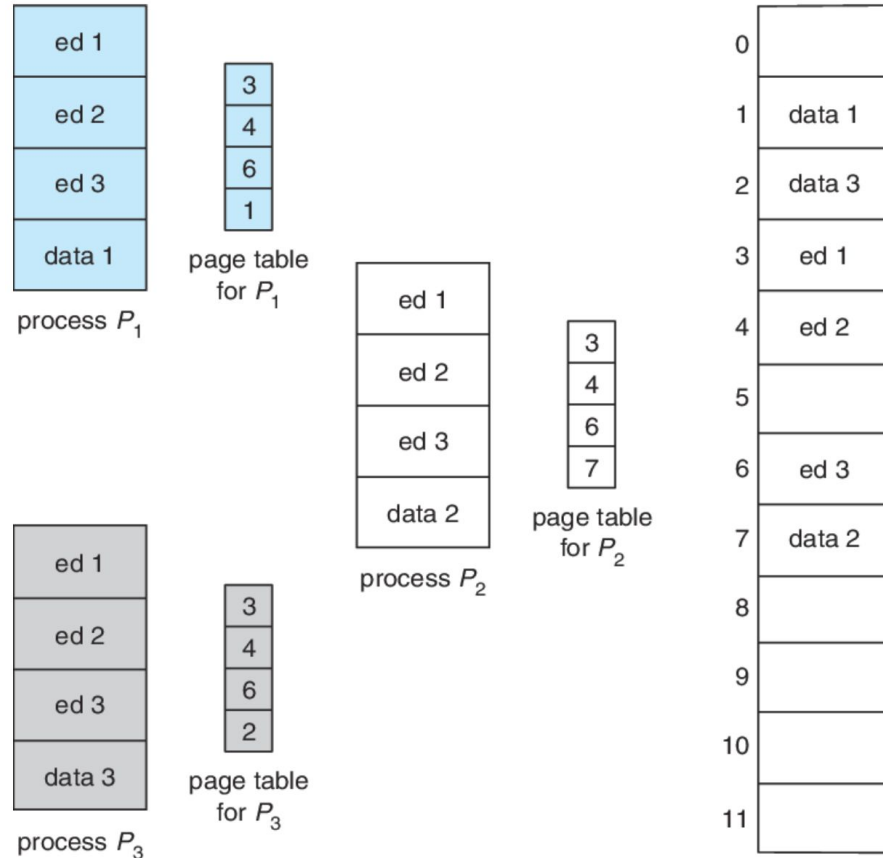 ed 1
ed 2
ed 3
data 1
process P1
3
4
6
1
page table
for P1
ed 1
ed 2
ed 3
data 2
process P2
3
4
6
7
page table
for P2
ed 1
ed 2
ed 3
data 3
process P3
3
4
6
2
page table
for P3
0
1 data 1
2 data 3
3 ed 1
4 ed 2
5
6 ed 3
7 data 2
8
9
10
11